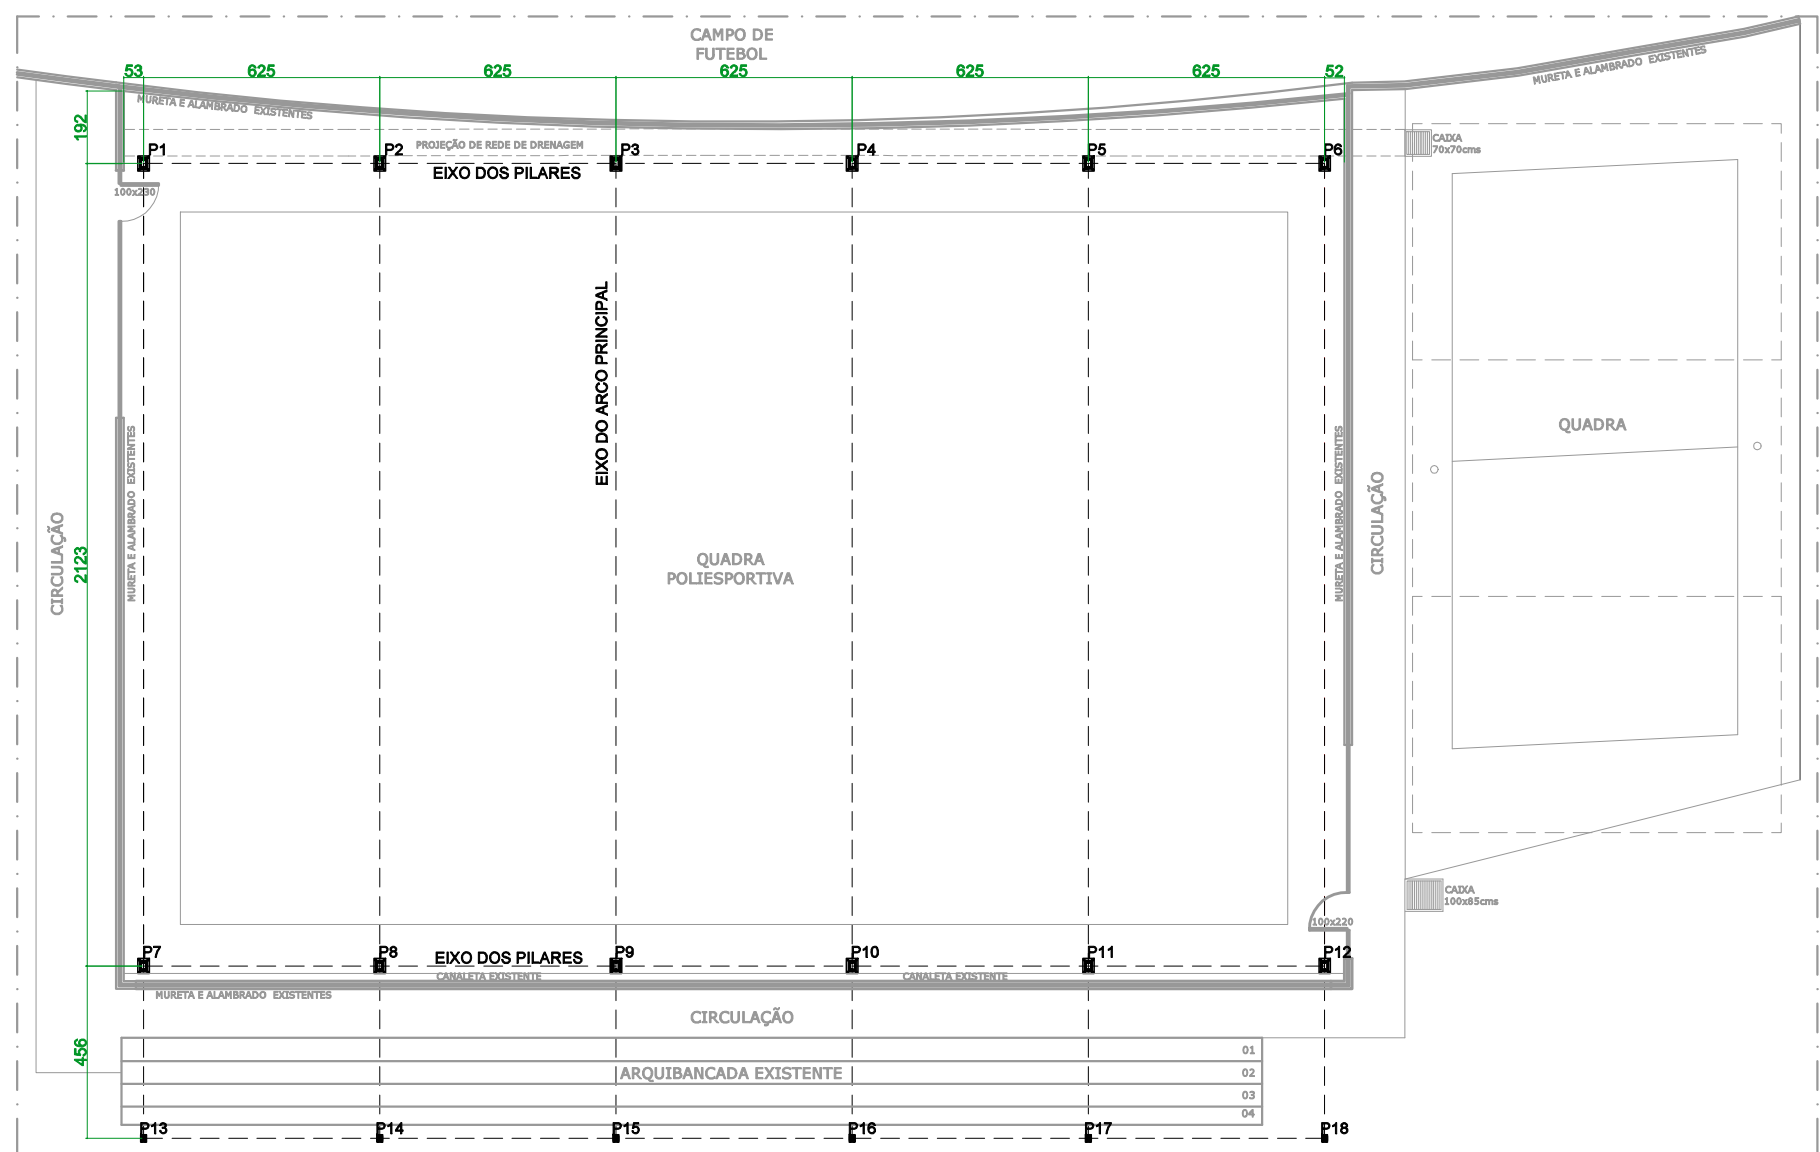 CAMPO DE
FUTEBOL
53
625
625
625
625
625
52
MURETA E ALAMBRADO EXISTENTES
MURETA E ALAMBRADO EXISTENTES
192
PROJEÇÃO DE REDE DE DRENAGEM
CAIXA
70x70cms
P1
P2
P3
P4
P5
P6
EIXO DOS PILARES
100x230
EIXO DO ARCO PRINCIPAL
QUADRA
MURETA E ALAMBRADO EXISTENTES
MURETA E ALAMBRADO EXISTENTES
CIRCULAÇÃO
CIRCULAÇÃO
2123
QUADRA
POLIESPORTIVA
CAIXA
100x85cms
100x220
P7
P8
P9
P10
P11
P12
EIXO DOS PILARES
CANALETA EXISTENTE
CANALETA EXISTENTE
MURETA E ALAMBRADO EXISTENTES
CIRCULAÇÃO
456
01
ARQUIBANCADA EXISTENTE
02
03
04
P13
P14
P15
P16
P17
P18